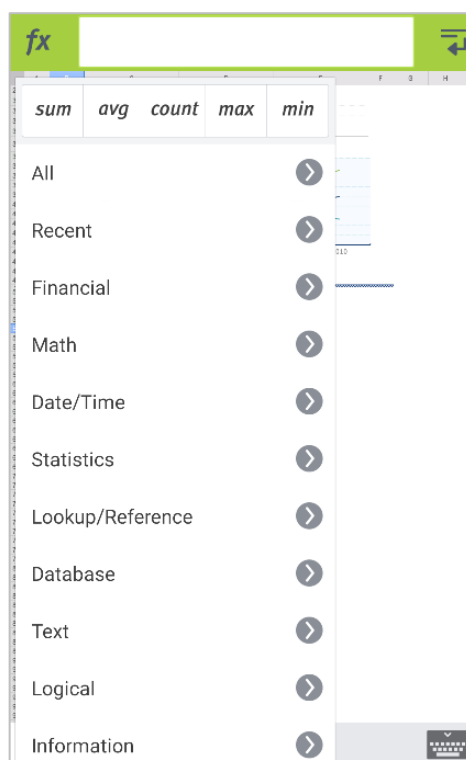 fx
sum avg count max min
All
Recent
Financial
Math
Date/Time
Statistics
Lookup/Reference
Database
Text
Logical
Information
F
H